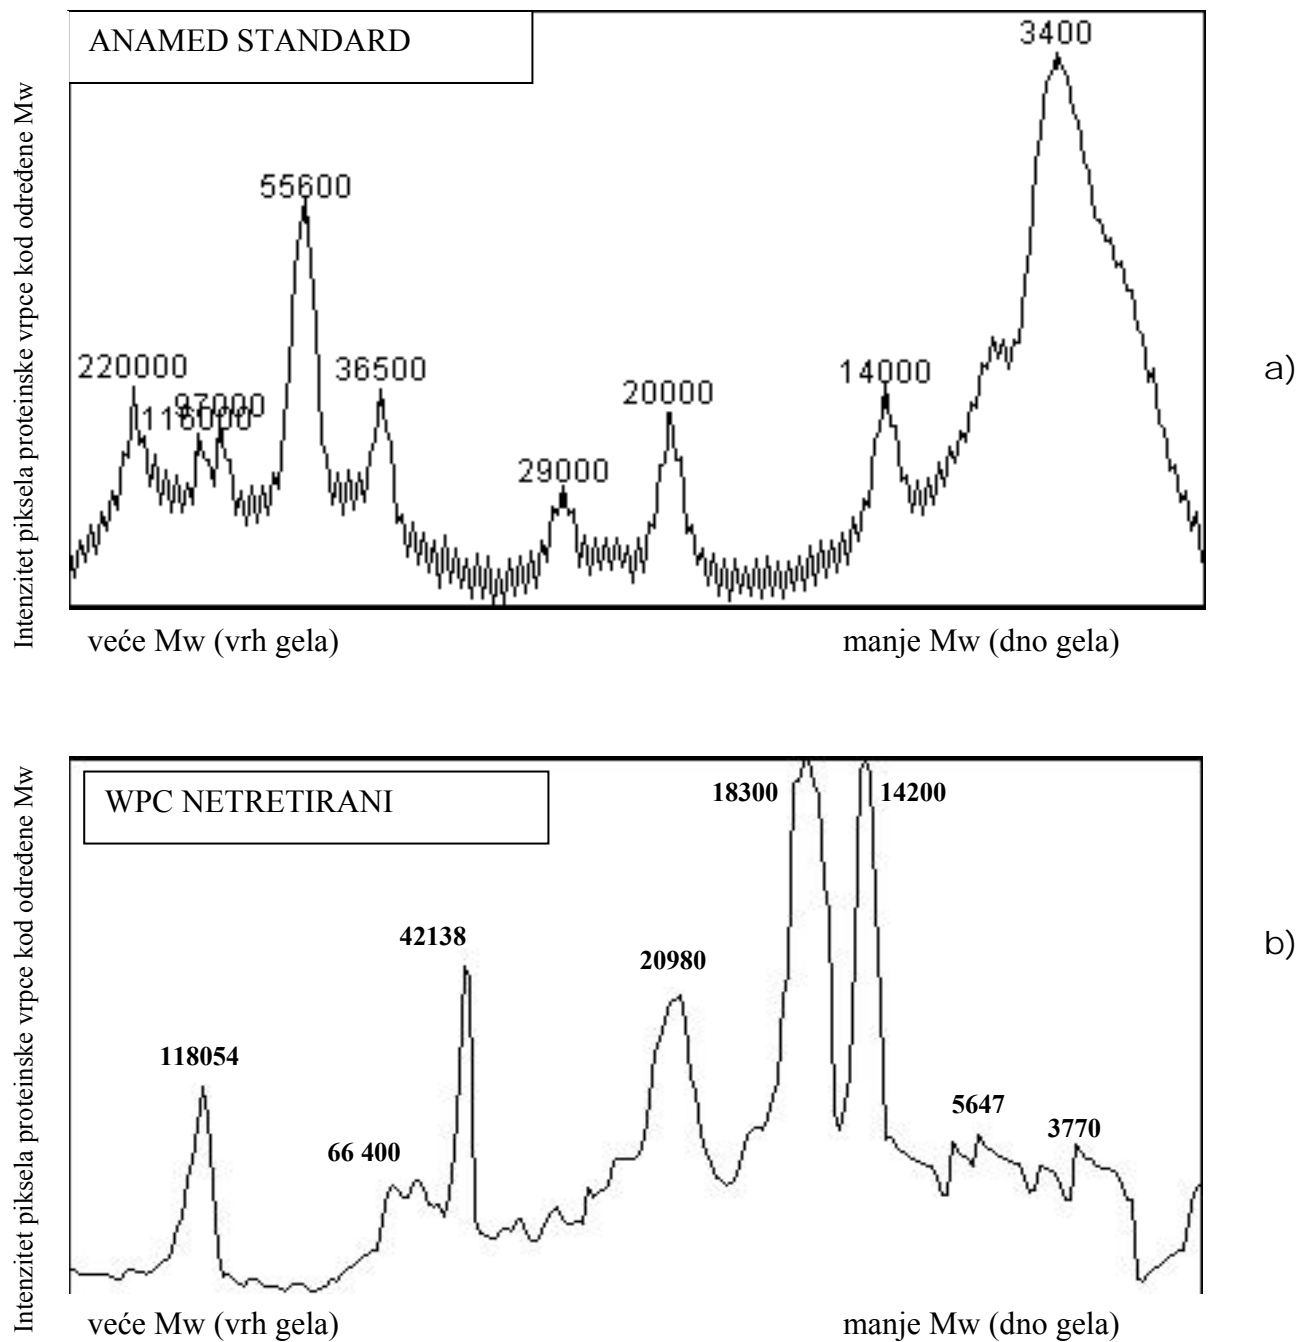 ANAMED STANDARD
3400
55600
220000
97000
116000
36500
29000
20000
14000
Intenzitet piksela proteinske vrpce kod određene Mw
a)
veće Mw (vrh gela)
manje Mw (dno gela)
WPC NETRETIRANI
18300
14200
42138
20980
118054
66 400
5647
3770
Intenzitet piksela proteinske vrpce kod određene Mw
b)
veće Mw (vrh gela)
manje Mw (dno gela)